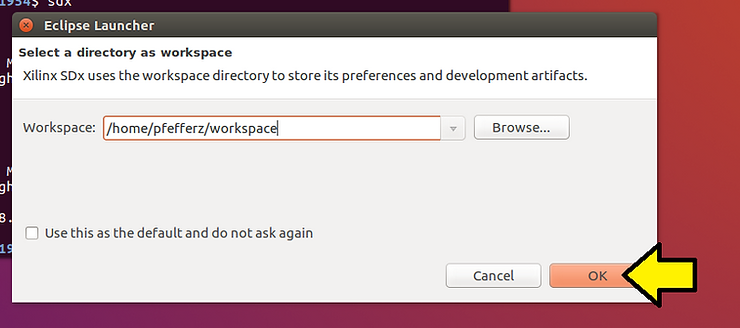 1954$ sdx
Eclipse Launcher
Select a directory as workspace
Xilinx SDx uses the workspace directory to store its preferences and development artifacts.
Workspace: /home/pfefferz/workspace Browse...
Use this as the default and do not ask again
Cancel OK